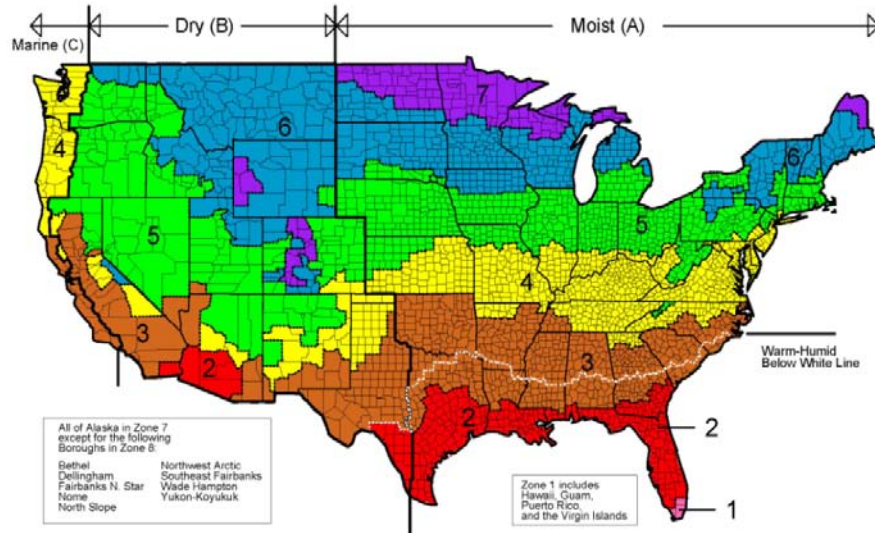 Marine (C)
Dry (B)
Moist (A)
7
6
6
4
5
5
4
3
3
2
2
2
1
Warm-Humid
Below White Line
All of Alaska in Zone 7
except for the following
Boroughs in Zone 8:
Bethel
Dellingham
Fairbanks N. Star
Nome
North Slope
Northwest Arctic
Southeast Fairbanks
Wade Hampton
Yukon-Koyukuk
Zone 1 includes
Hawaii, Guam,
Puerto Rico,
and the Virgin Islands